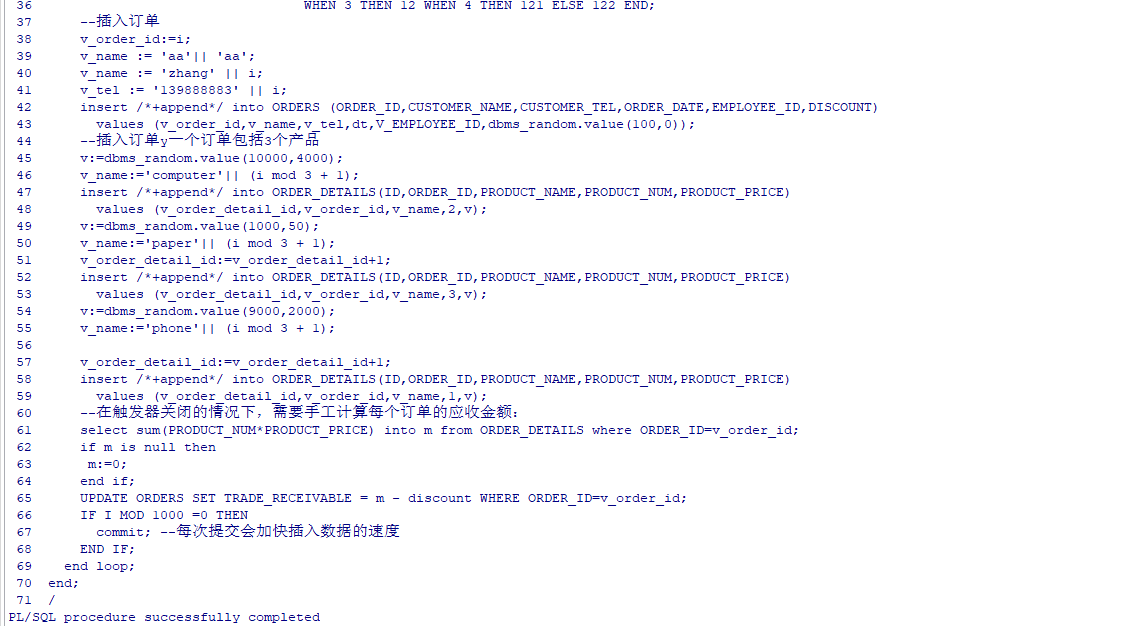 36                                  WHEN 3 THEN 12 WHEN 4 THEN 121 ELSE 122 END;
37      --插入订单
38      v_order_id:=i;
39      v_name := 'aa'|| 'aa';
40      v_name := 'zhang' || i;
41      v_tel := '139888883' || i;
42      insert /*+append*/ into ORDERS (ORDER_ID,CUSTOMER_NAME,CUSTOMER_TEL,ORDER_DATE,EMPLOYEE_ID,DISCOUNT)
43        values (v_order_id,v_name,v_tel,dt,V_EMPLOYEE_ID,dbms_random.value(100,0));
44      --插入订单y一个订单包括3个产品
45      v:=dbms_random.value(10000,4000);
46      v_name:='computer'|| (i mod 3 + 1);
47      insert /*+append*/ into ORDER_DETAILS(ID,ORDER_ID,PRODUCT_NAME,PRODUCT_NUM,PRODUCT_PRICE)
48        values (v_order_detail_id,v_order_id,v_name,2,v);
49      v:=dbms_random.value(1000,50);
50      v_name:='paper'|| (i mod 3 + 1);
51      v_order_detail_id:=v_order_detail_id+1;
52      insert /*+append*/ into ORDER_DETAILS(ID,ORDER_ID,PRODUCT_NAME,PRODUCT_NUM,PRODUCT_PRICE)
53        values (v_order_detail_id,v_order_id,v_name,3,v);
54      v:=dbms_random.value(9000,2000);
55      v_name:='phone'|| (i mod 3 + 1);
56
57      v_order_detail_id:=v_order_detail_id+1;
58      insert /*+append*/ into ORDER_DETAILS(ID,ORDER_ID,PRODUCT_NAME,PRODUCT_NUM,PRODUCT_PRICE)
59        values (v_order_detail_id,v_order_id,v_name,1,v);
60      --在触发器关闭的情况下，需要手工计算每个订单的应收金额：
61      select sum(PRODUCT_NUM*PRODUCT_PRICE) into m from ORDER_DETAILS where ORDER_ID=v_order_id;
62      if m is null then
63       m:=0;
64      end if;
65      UPDATE ORDERS SET TRADE_RECEIVABLE = m - discount WHERE ORDER_ID=v_order_id;
66      IF I MOD 1000 =0 THEN
67        commit; --每次提交会加快插入数据的速度
68      END IF;
69    end loop;
70  end;
71  /
PL/SQL procedure successfully completed